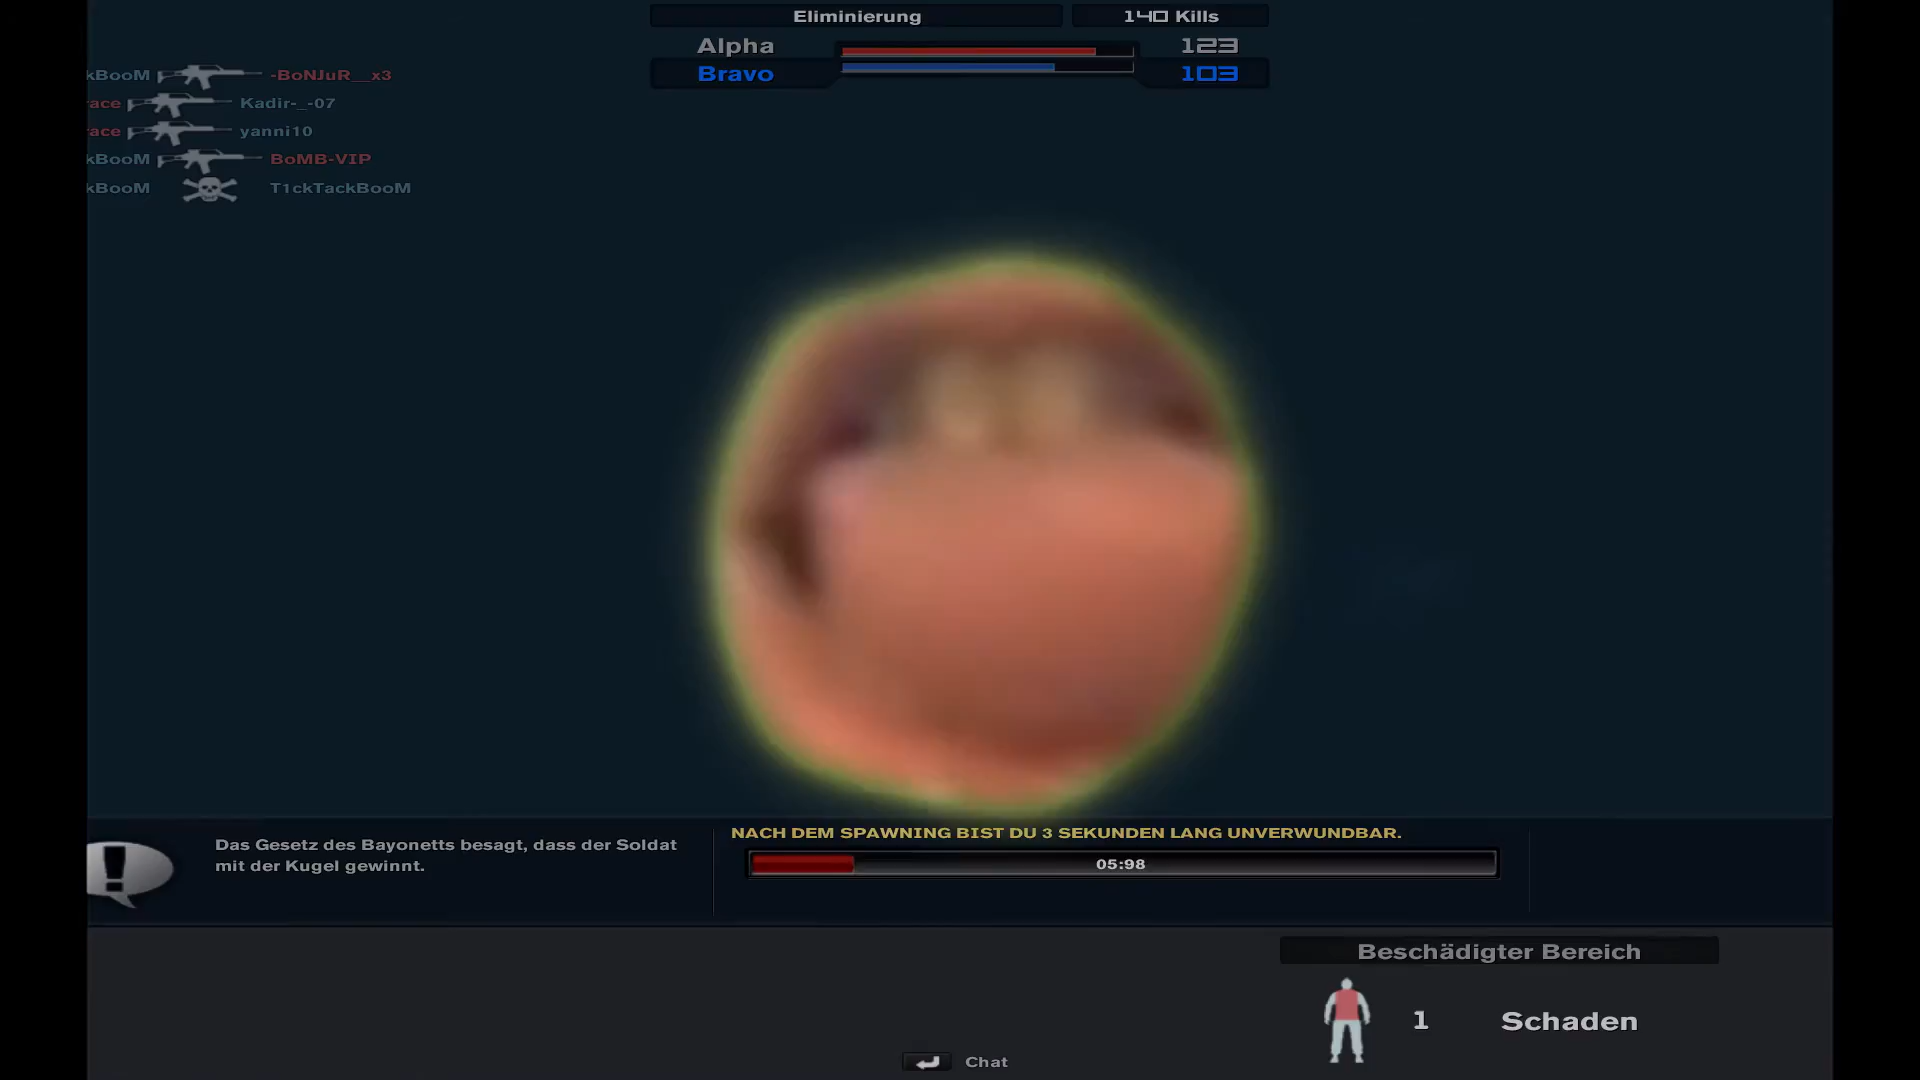 Eliminierung 140 Kills
Alpha 123
Bravo 103
kBooM -BoNJuR__x3
race Kadir-_-07
race yanni10
kBooM BoMB-VIP
kBooM T1ckTackBooM
Das Gesetz des Bayonetts besagt, dass der Soldat
mit der Kugel gewinnt.
NACH DEM SPAWNING BIST DU 3 SEKUNDEN LANG UNVERWUNDBAR.
05:98
Beschädigter Bereich
1 Schaden
Chat